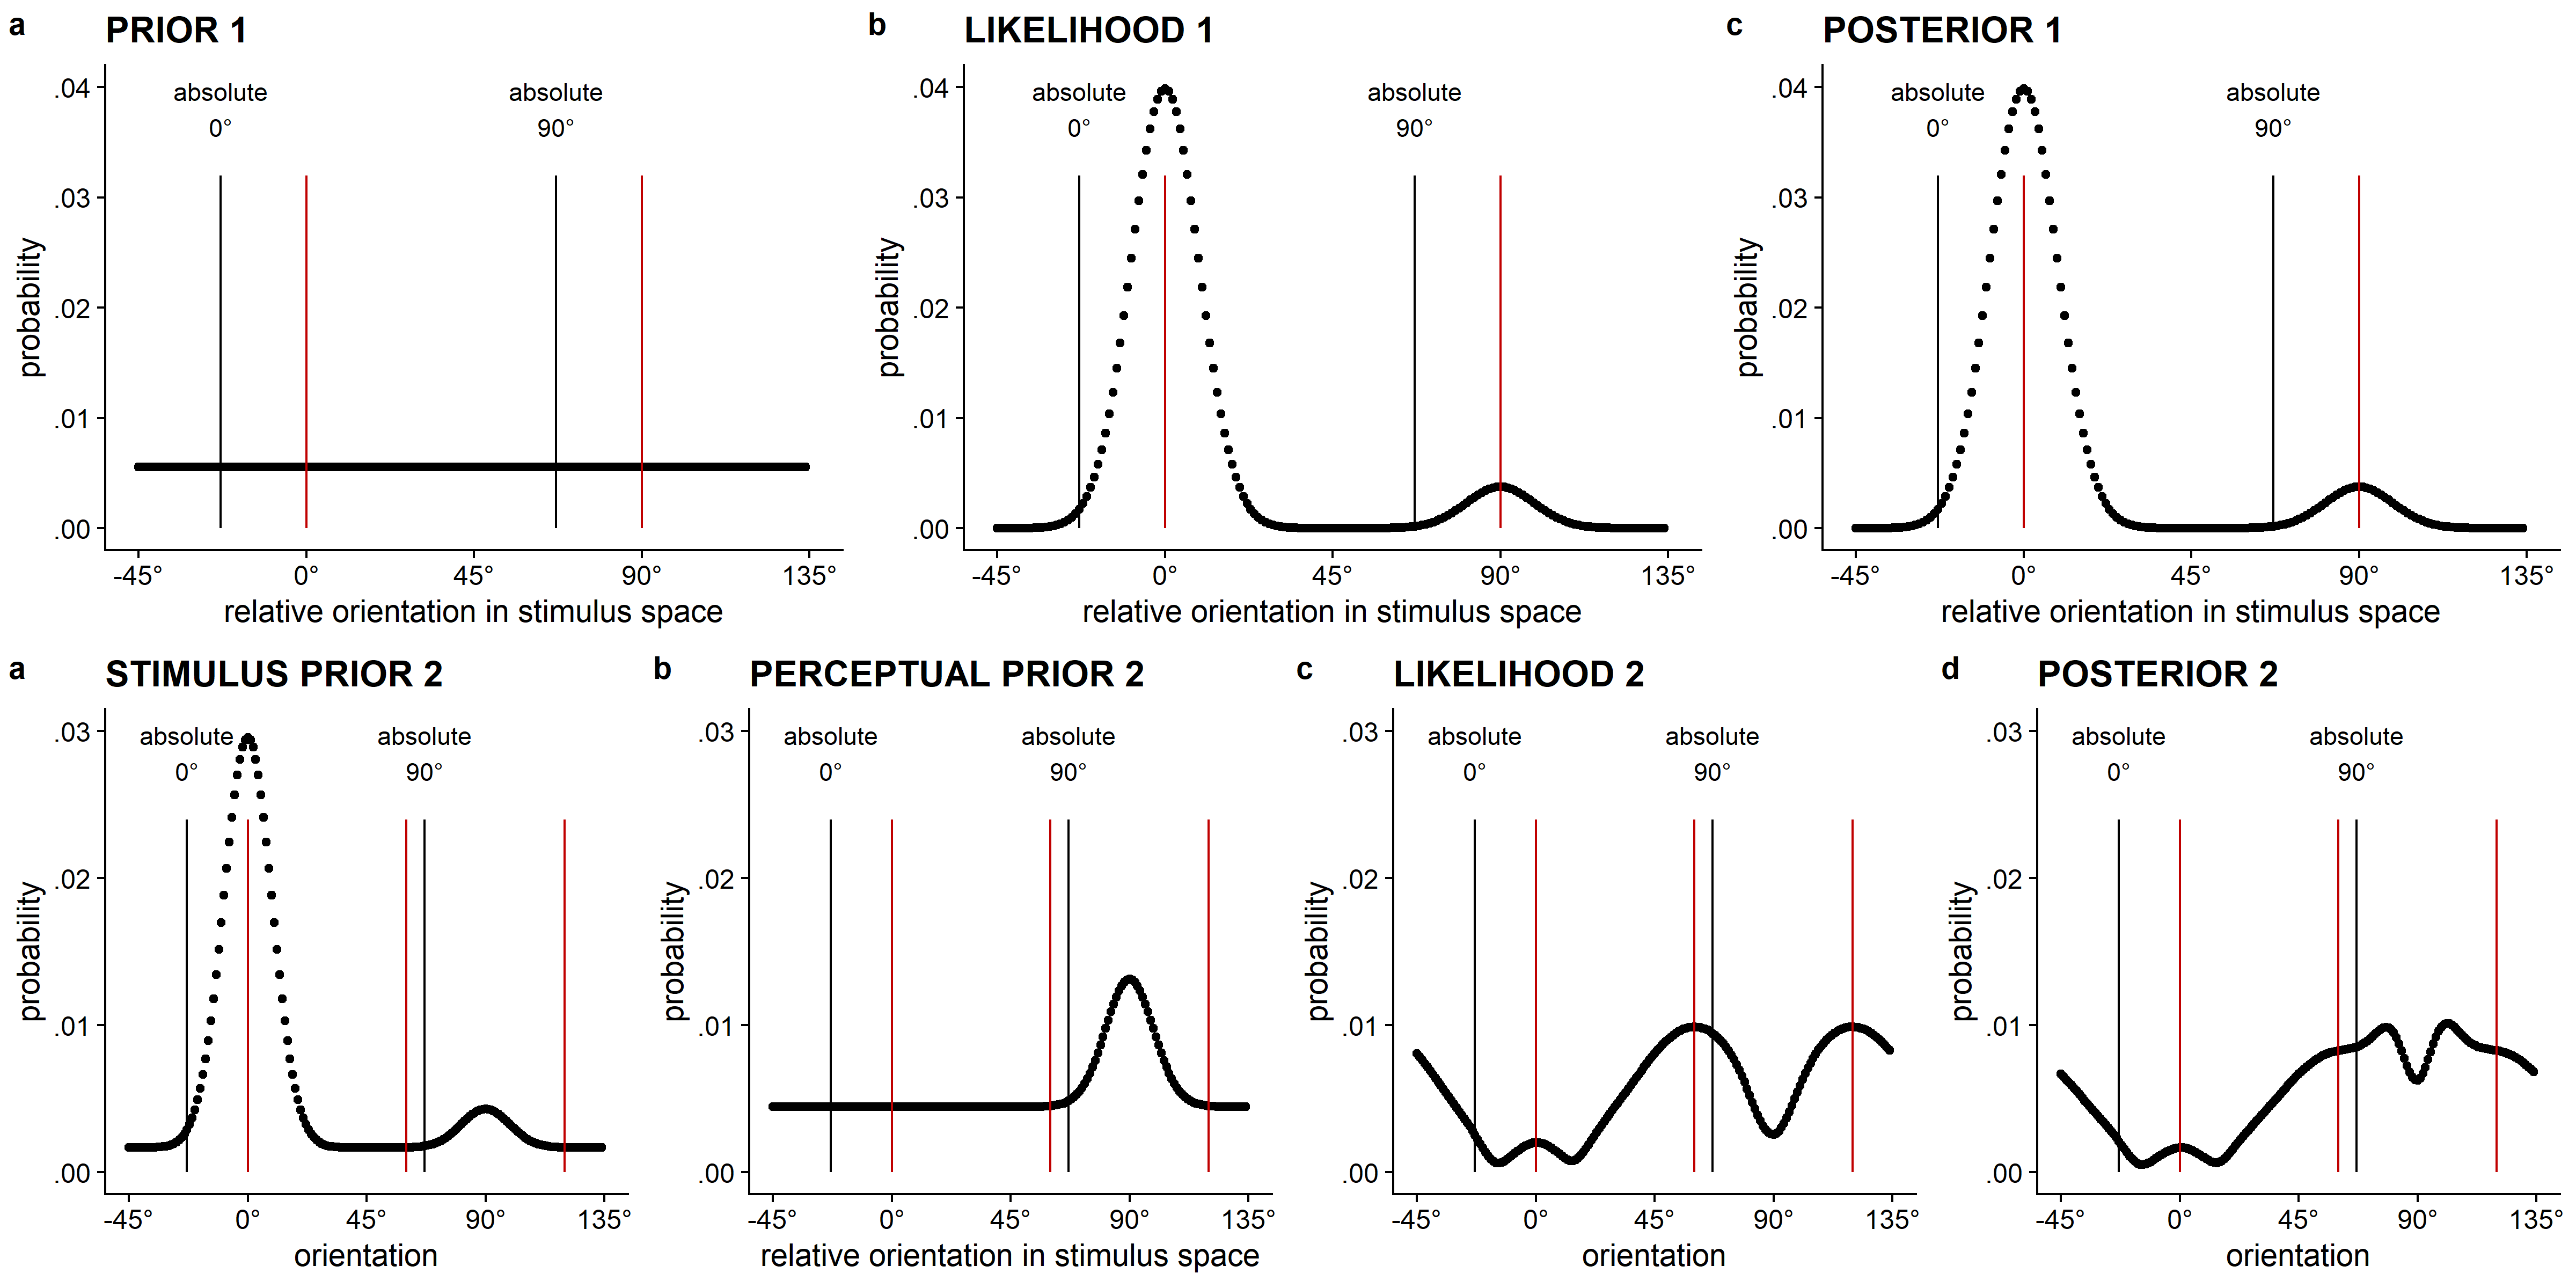 a PRIOR 1
.04
.03
.02
.01
.00
probability
absolute
0°
absolute
90°
-45° 0° 45° 90° 135°
relative orientation in stimulus space
b LIKELIHOOD 1
.04
.03
.02
.01
.00
probability
absolute
0°
absolute
90°
-45° 0° 45° 90° 135°
relative orientation in stimulus space
c POSTERIOR 1
.04
.03
.02
.01
.00
probability
absolute
0°
absolute
90°
-45° 0° 45° 90° 135°
relative orientation in stimulus space
a STIMULUS PRIOR 2
.03
.02
.01
.00
probability
absolute
0°
absolute
90°
-45° 0° 45° 90° 135°
orientation
b PERCEPTUAL PRIOR 2
.03
.02
.01
.00
probability
absolute
0°
absolute
90°
-45° 0° 45° 90° 135°
relative orientation in stimulus space
c LIKELIHOOD 2
.03
.02
.01
.00
probability
absolute
0°
absolute
90°
-45° 0° 45° 90° 135°
orientation
d POSTERIOR 2
.03
.02
.01
.00
probability
absolute
0°
absolute
90°
-45° 0° 45° 90° 135°
orientation